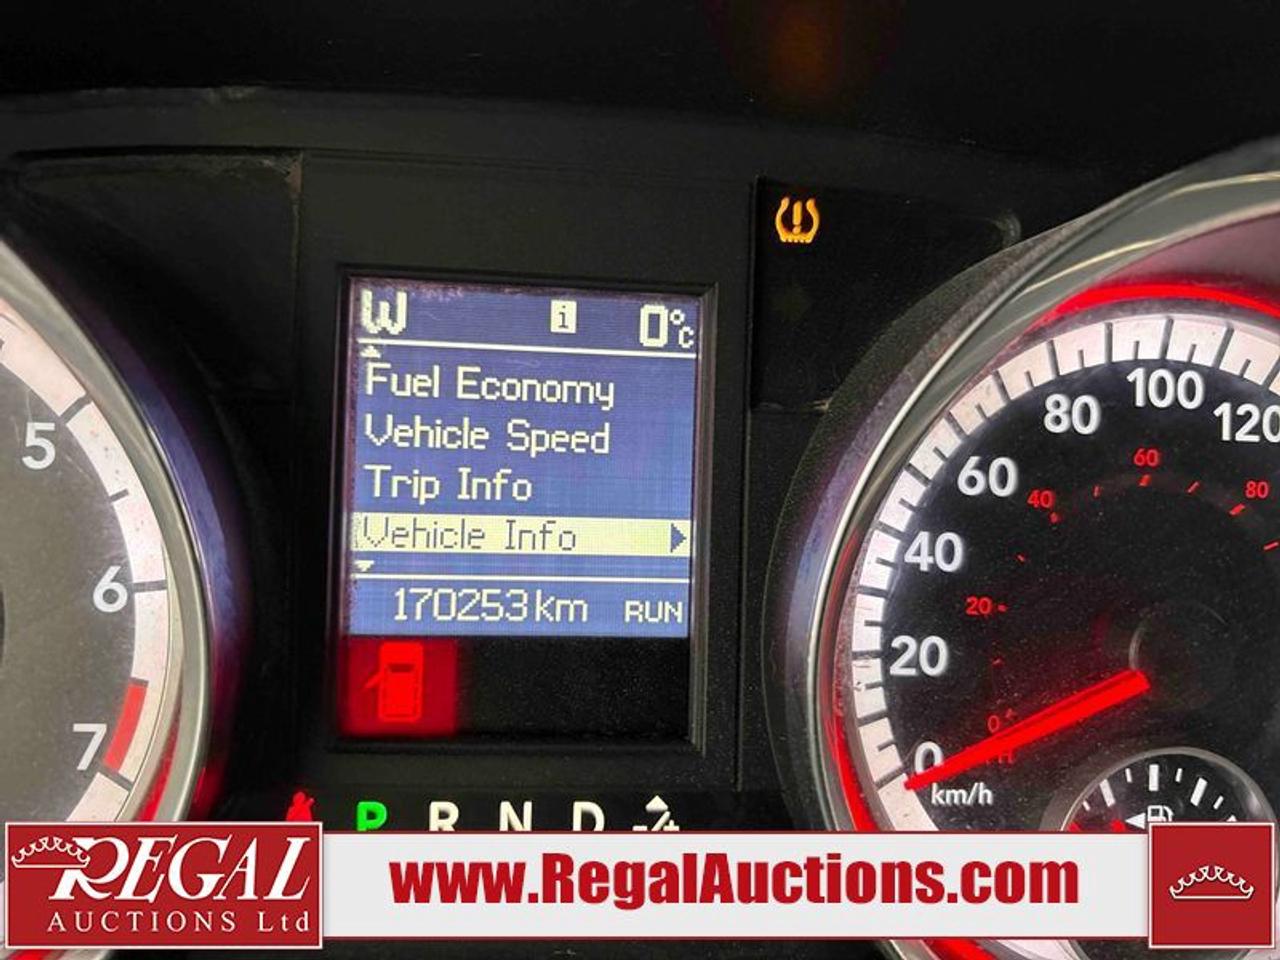 W i 0°C
Fuel Economy
Vehicle Speed
Trip Info
Vehicle Info
170253 km RUN
5
6
7
P R N D -/+
0
20
40
60
80
100
120
km/h
0
20
40
60
80
REGAL
AUCTIONS Ltd
www.RegalAuctions.com